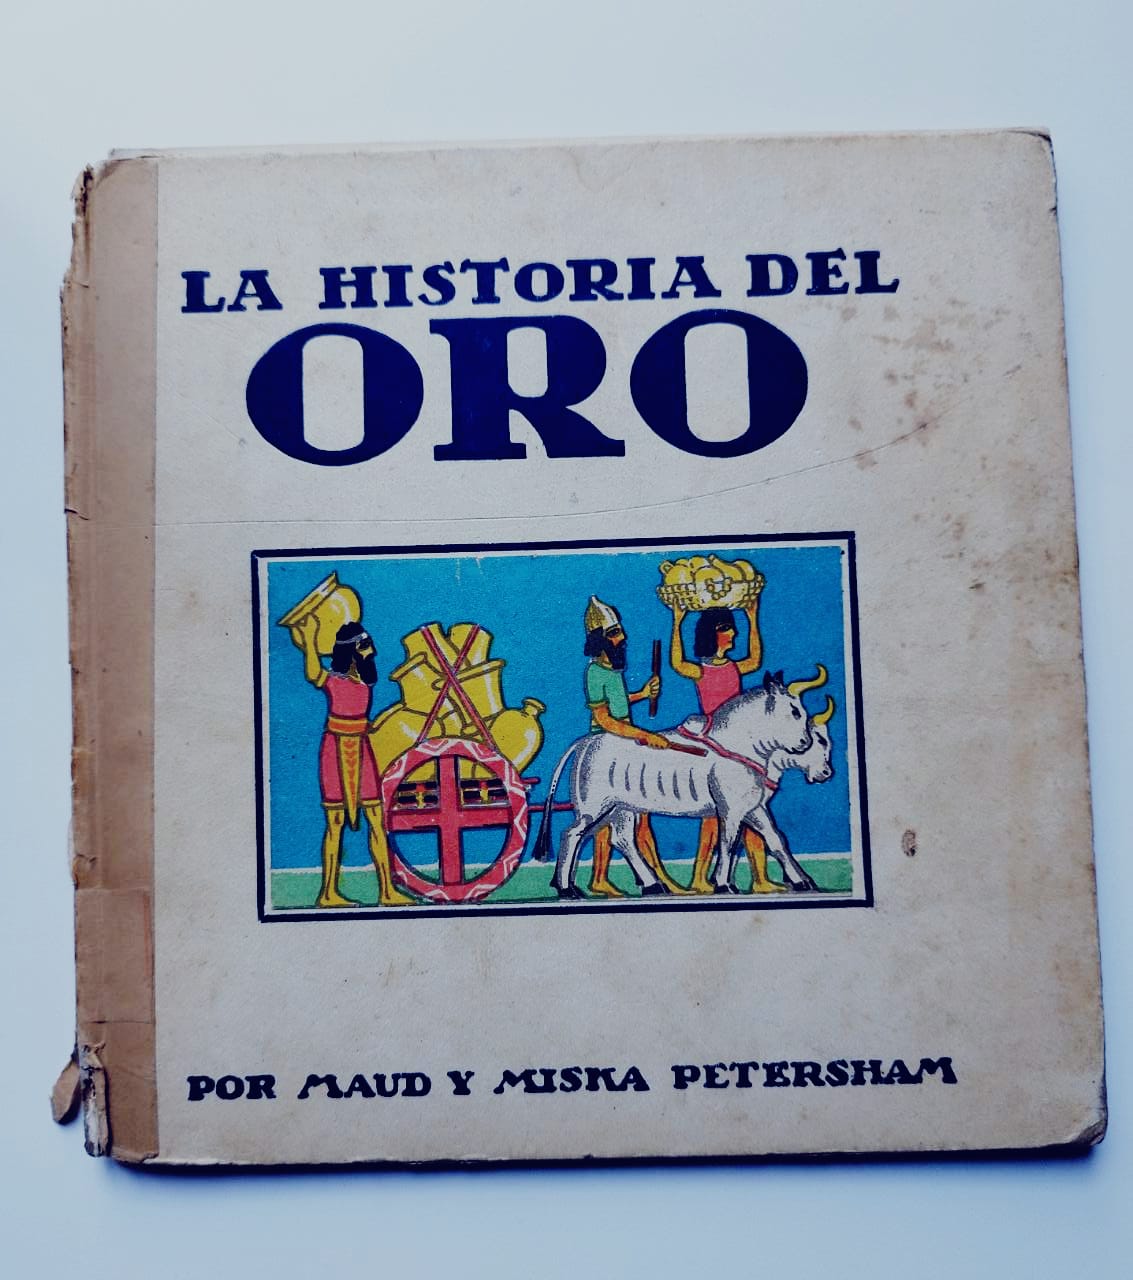 LA HISTORIA DEL
ORO
POR MAUD Y MISKA PETERSHAM